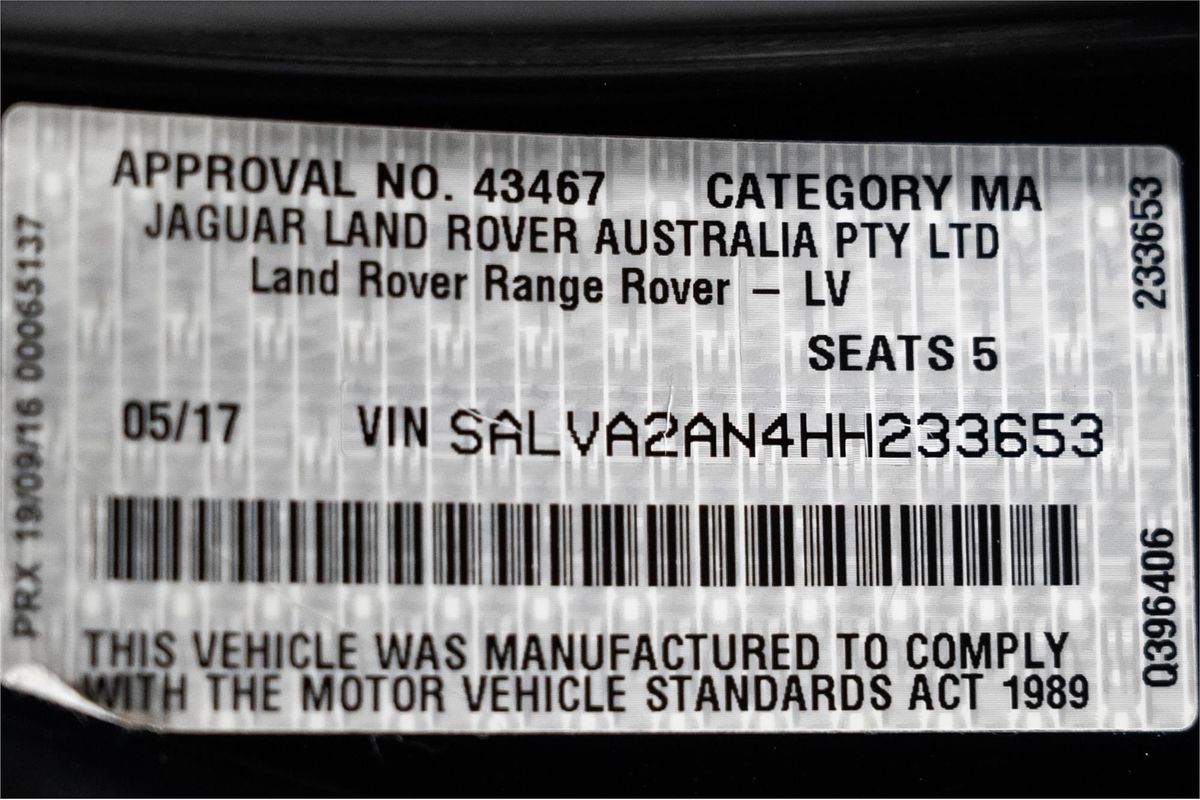 APPROVAL NO. 43467 CATEGORY MA
JAGUAR LAND ROVER AUSTRALIA PTY LTD
Land Rover Range Rover – LV
SEATS 5
05/17 VIN SALVA2AN4HH233653
THIS VEHICLE WAS MANUFACTURED TO COMPLY
WITH THE MOTOR VEHICLE STANDARDS ACT 1989
PRX 19/09/16 00065137
233653
Q396406